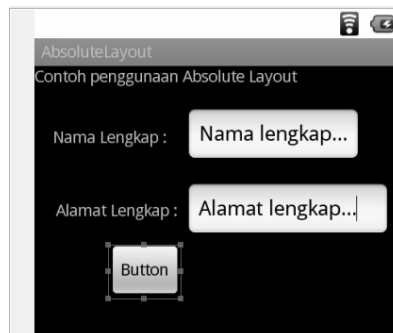 AbsoluteLayout
Contoh penggunaan Absolute Layout
Nama Lengkap : Nama lengkap...
Alamat Lengkap : Alamat lengkap...
Button